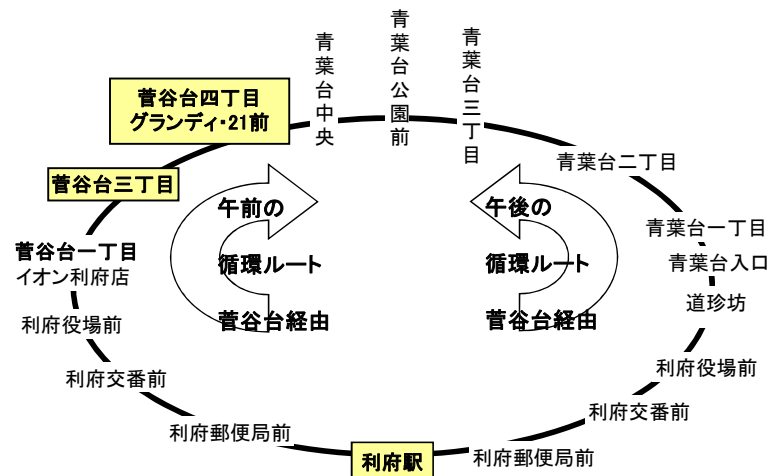 青葉台中央
青葉台公園前
青葉台三丁目
菅谷台四丁目
グランディ・21前
青葉台二丁目
菅谷台三丁目
午前の
循環ルート
菅谷台経由
午後の
循環ルート
菅谷台経由
青葉台一丁目
青葉台入口
道珍坊
菅谷台一丁目
イオン利府店
利府役場前
利府交番前
利府郵便局前
利府駅
利府郵便局前
利府交番前
利府役場前